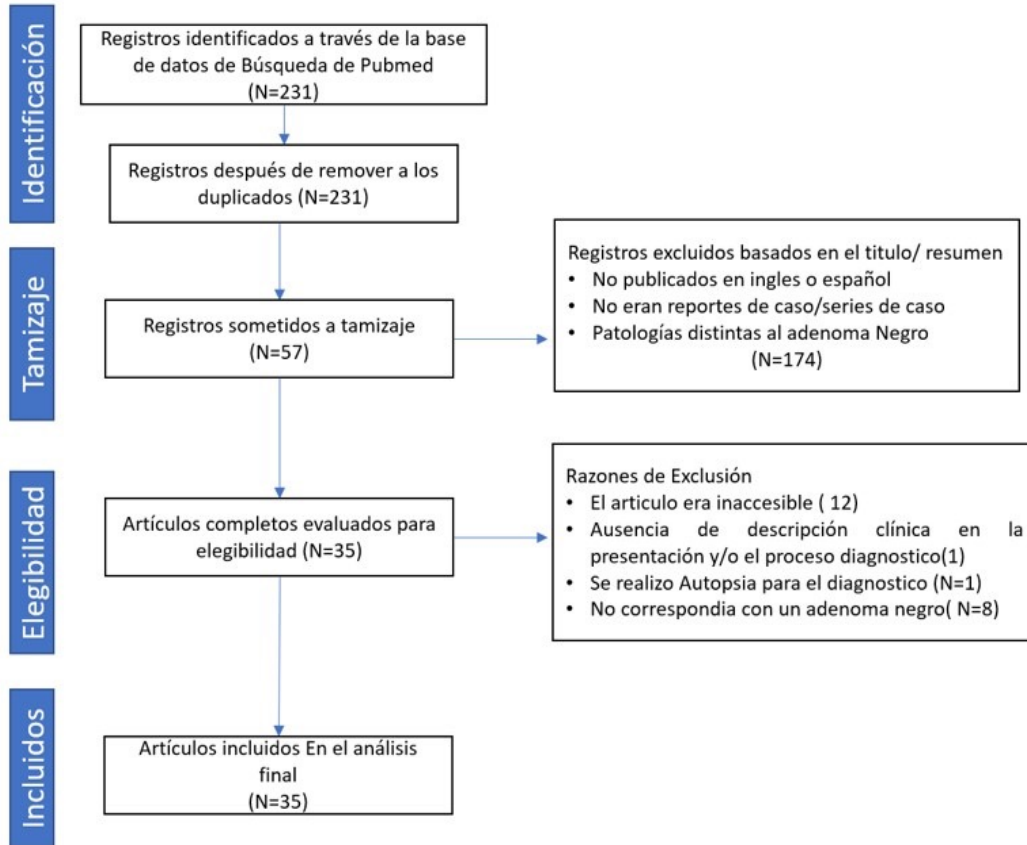 Identificación
Registros identificados a través de la base
de datos de Búsqueda de Pubmed
(N=231)
Registros después de remover a los
duplicados (N=231)
Tamizaje
Registros sometidos a tamizaje
(N=57)
Registros excluidos basados en el titulo/ resumen
• No publicados en ingles o español
• No eran reportes de caso/series de caso
• Patologías distintas al adenoma Negro
(N=174)
Elegibilidad
Artículos completos evaluados para
elegibilidad (N=35)
Razones de Exclusión
• El articulo era inaccesible ( 12)
• Ausencia de descripción clínica en la
presentación y/o el proceso diagnostico(1)
• Se realizo Autopsia para el diagnostico (N=1)
• No correspondia con un adenoma negro( N=8)
Incluidos
Artículos incluidos En el análisis
final
(N=35)